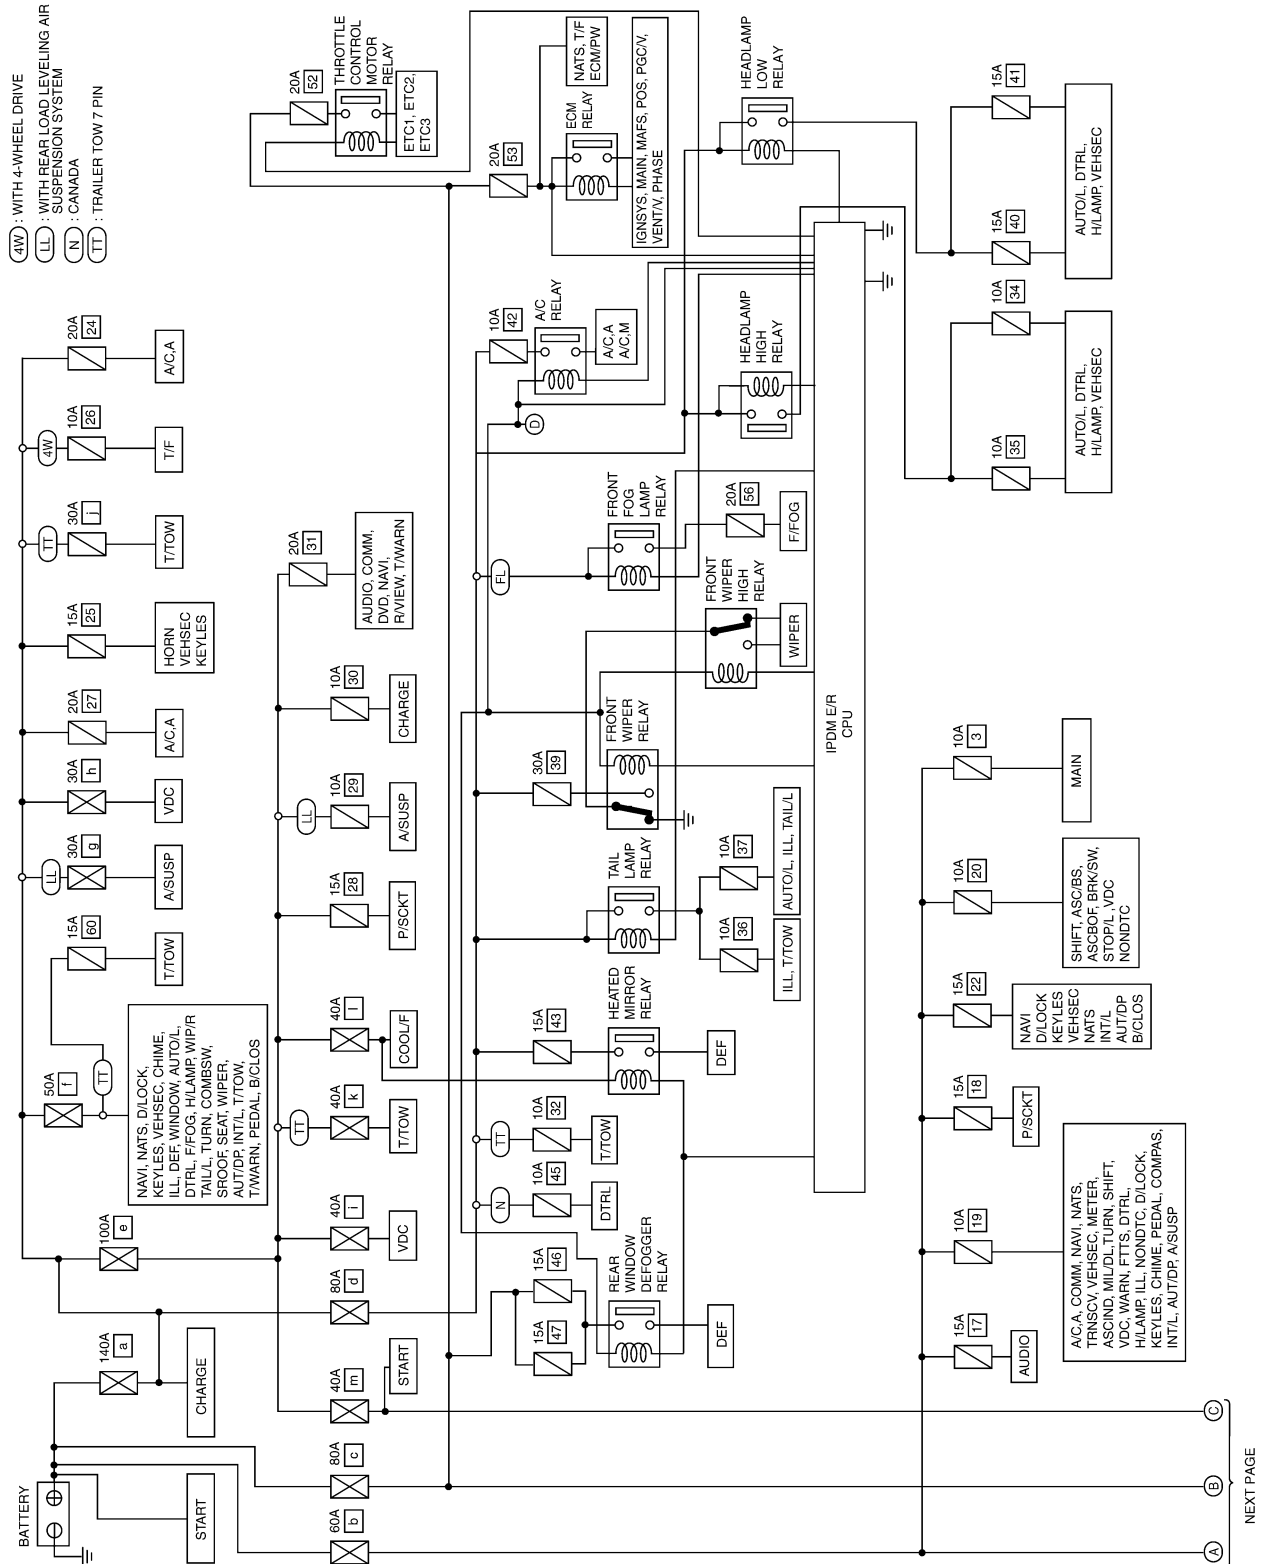 4W : WITH 4-WHEEL DRIVE
LL : WITH REAR LOAD LEVELING AIR
SUSPENSION SYSTEM
N : CANADA
TT : TRAILER TOW 7 PIN
BATTERY
START
140A
a
CHARGE
100A
e
50A
f
TT
NAVI, NATS, D/LOCK,
KEYLES, VEHSEC, CHIME,
ILL, DEF, WINDOW, AUTO/L,
DTRL, F/FOG, H/LAMP, WIP/R
TAIL/L, TURN, COMBSW,
SROOF, SEAT, WIPER,
AUT/DP, INT/L, T/TOW,
T/WARN, PEDAL, B/CLOS
15A
60
T/TOW
LL
30A
g
A/SUSP
30A
h
VDC
20A
27
A/C,A
15A
25
HORN
VEHSEC
KEYLES
TT
30A
j
T/TOW
4W
10A
26
T/F
20A
24
A/C,A
60A
b
80A
c
40A
m
START
80A
d
40A
i
VDC
TT
40A
k
T/TOW
40A
l
COOL/F
15A
28
P/SCKT
LL
10A
29
A/SUSP
10A
30
CHARGE
20A
31
AUDIO, COMM,
DVD, NAVI,
R/VIEW, T/WARN
20A
52
THROTTLE
CONTROL
MOTOR
RELAY
ETC1, ETC2,
ETC3
15A
47
15A
46
REAR
WINDOW
DEFOGGER
RELAY
DEF
N
10A
45
DTRL
TT
10A
32
T/TOW
15A
43
HEATED
MIRROR
RELAY
DEF
TAIL
LAMP
RELAY
10A
36
ILL, T/TOW
10A
37
AUTO/L, ILL, TAIL/L
30A
39
FRONT
WIPER
RELAY
FRONT
WIPER
HIGH
RELAY
WIPER
FL
FRONT
FOG
LAMP
RELAY
20A
56
F/FOG
D
10A
42
A/C
RELAY
A/C,A
A/C,M
20A
53
ECM
RELAY
NATS, T/F
ECM/PW
IGNSYS, MAIN, MAFS, POS, PGC/V,
VENT/V, PHASE
HEADLAMP
HIGH
RELAY
HEADLAMP
LOW
RELAY
IPDM E/R
CPU
15A
17
AUDIO
10A
19
A/C,A, COMM, NAVI, NATS,
TRNSCV, VEHSEC, METER,
ASCIND, MIL/DL,TURN, SHIFT,
VDC, WARN, FTTS, DTRL,
H/LAMP, ILL, NONDTC, D/LOCK,
KEYLES, CHIME, PEDAL, COMPAS,
INT/L, AUT/DP, A/SUSP
15A
18
P/SCKT
15A
22
NAVI
D/LOCK
KEYLES
VEHSEC
NATS
INT/L
AUT/DP
B/CLOS
10A
20
SHIFT, ASC/BS,
ASCBOF, BRK/SW,
STOP/L ,VDC
NONDTC
10A
3
MAIN
10A
35
10A
34
AUTO/L, DTRL,
H/LAMP, VEHSEC
15A
40
15A
41
AUTO/L, DTRL,
H/LAMP, VEHSEC
A
B
C
NEXT PAGE